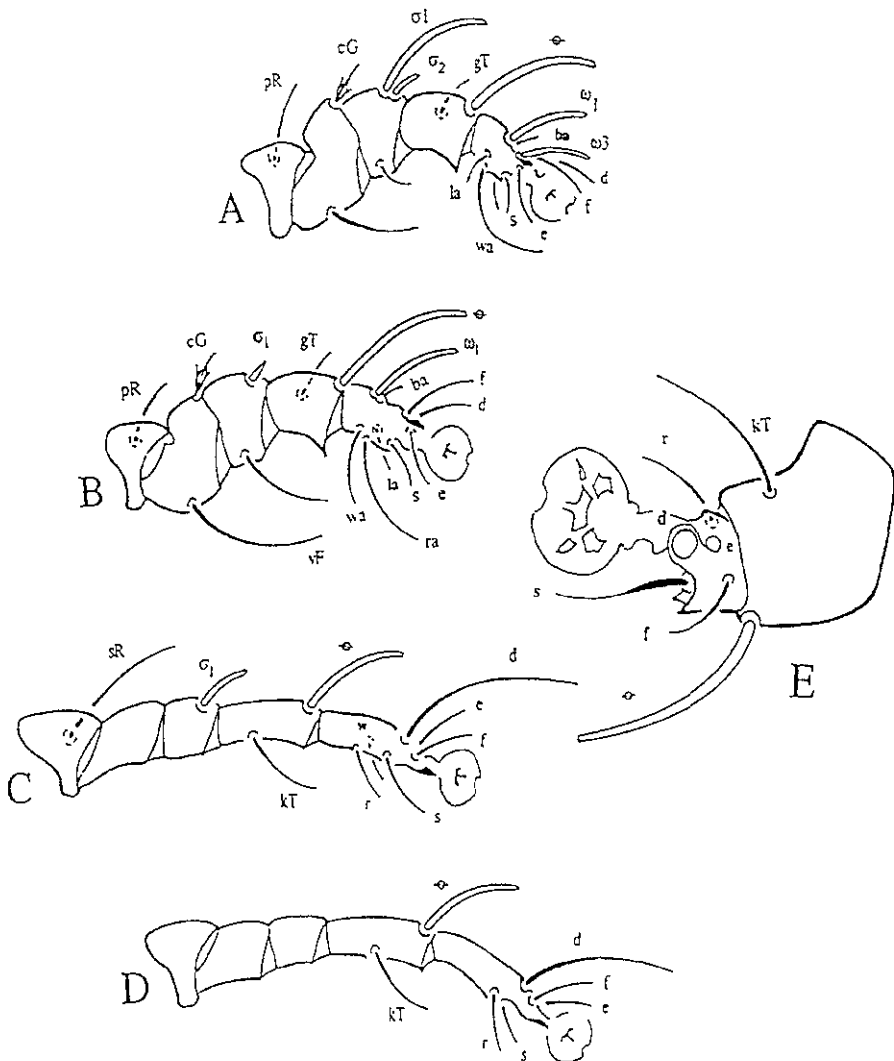 σ1
cG
σ2
gT
φ
pR
ω1
ba
ω3
la
d
f
s
e
wa
A
φ
cG
σ1
gT
ω1
pR
ba
f
d
la
s
e
wa
ra
vF
B
kT
r
d
e
s
f
φ
E
sR
σ1
φ
d
e
w
f
kT
r
s
C
φ
d
f
e
kT
r
s
D